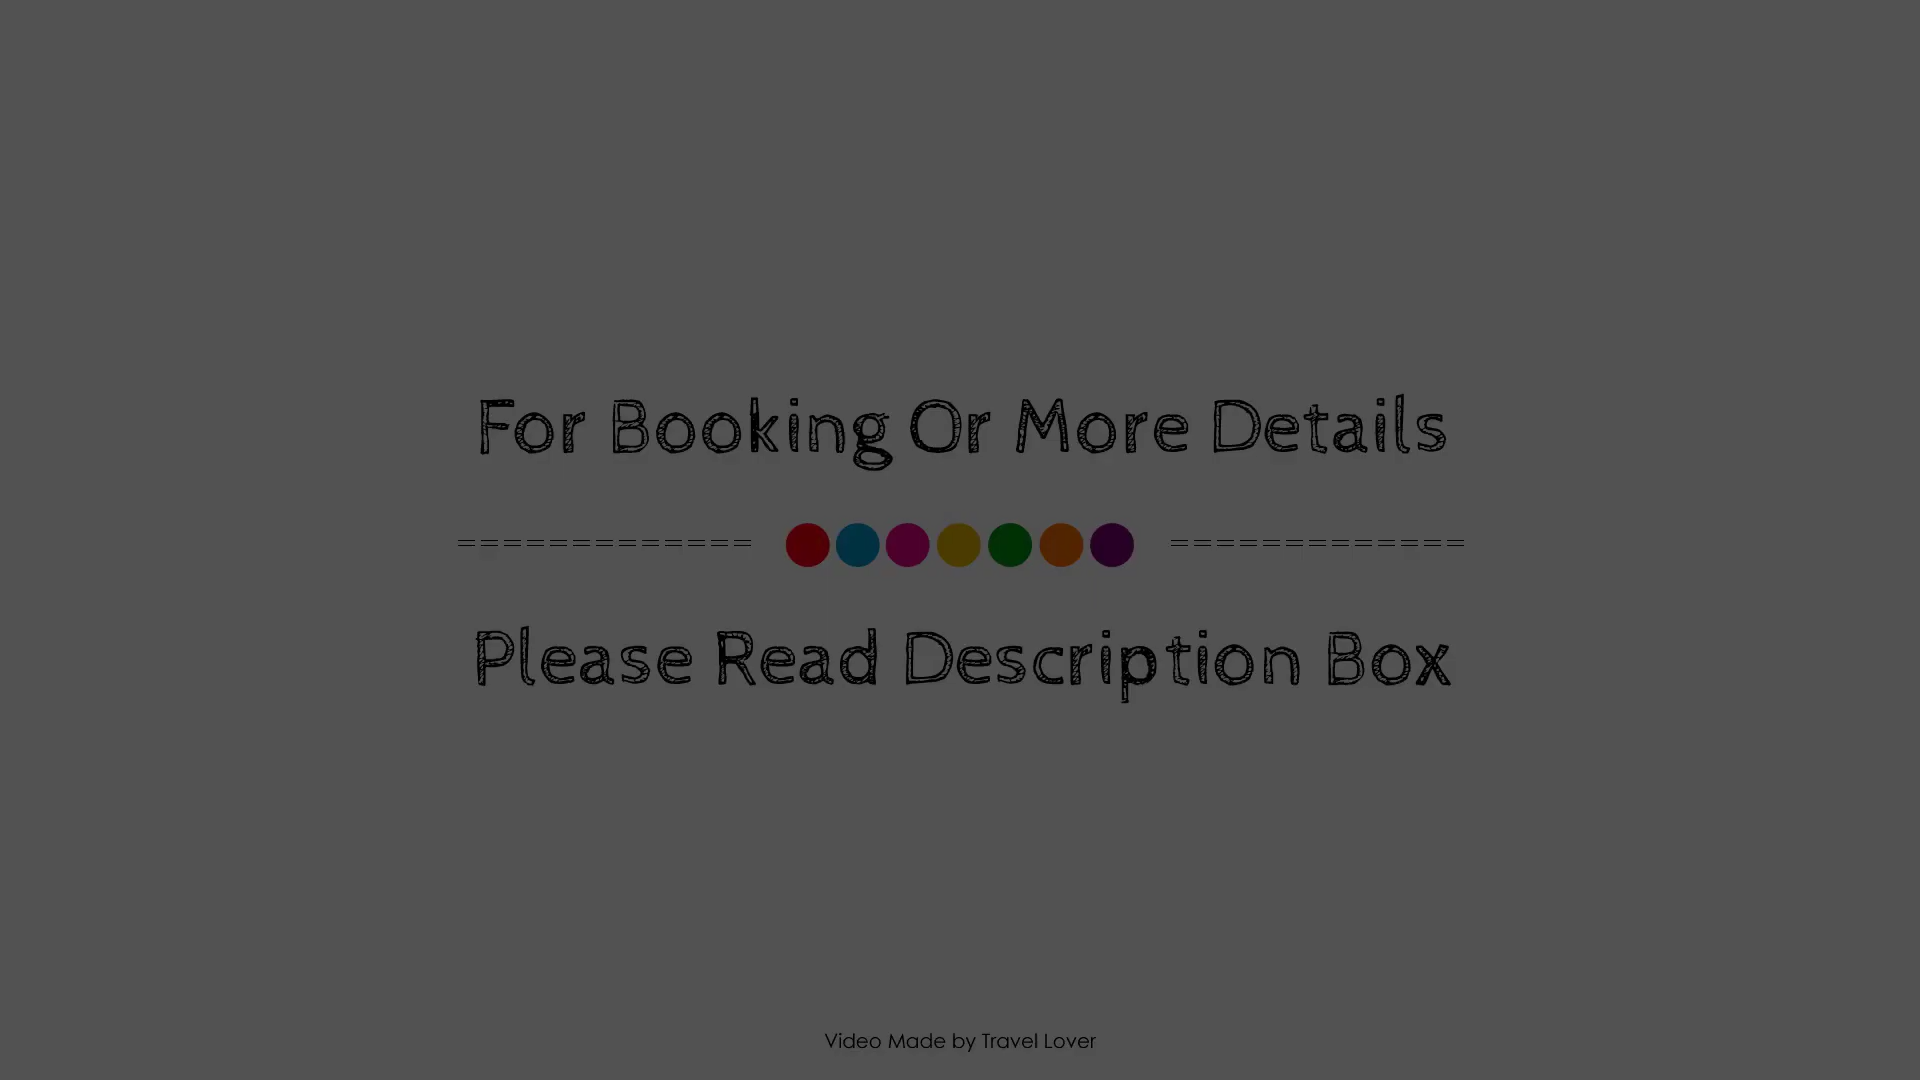 For Booking Or More Details
============= =============
Please Read Description Box
Video Made by Travel Lover